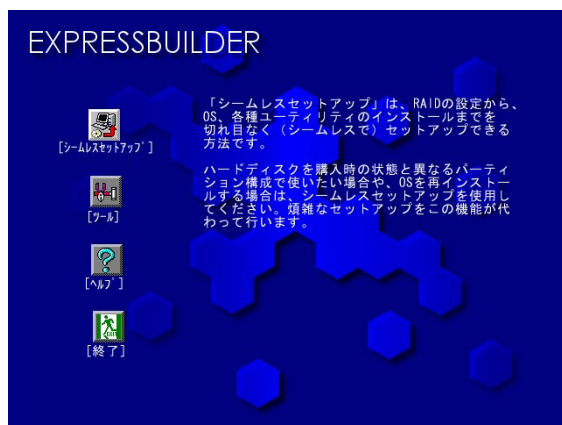 EXPRESSBUILDER
「シームレスセットアップ」は、RAIDの設定から、
OS、各種ユーティリティのインストールまでを
切れ目なく（シームレスで）セットアップできる
方法です。
ハードディスクを購入時の状態と異なるパーティ
ション構成で使いたい場合や、OSを再インストー
ルする場合は、シームレスセットアップを使用し
てください。煩雑なセットアップをこの機能が代
わって行います。
[ｼｰﾑﾚｽｾｯﾄｱｯﾌﾟ]
[ﾂｰﾙ]
[ﾍﾙﾌﾟ]
[終了]